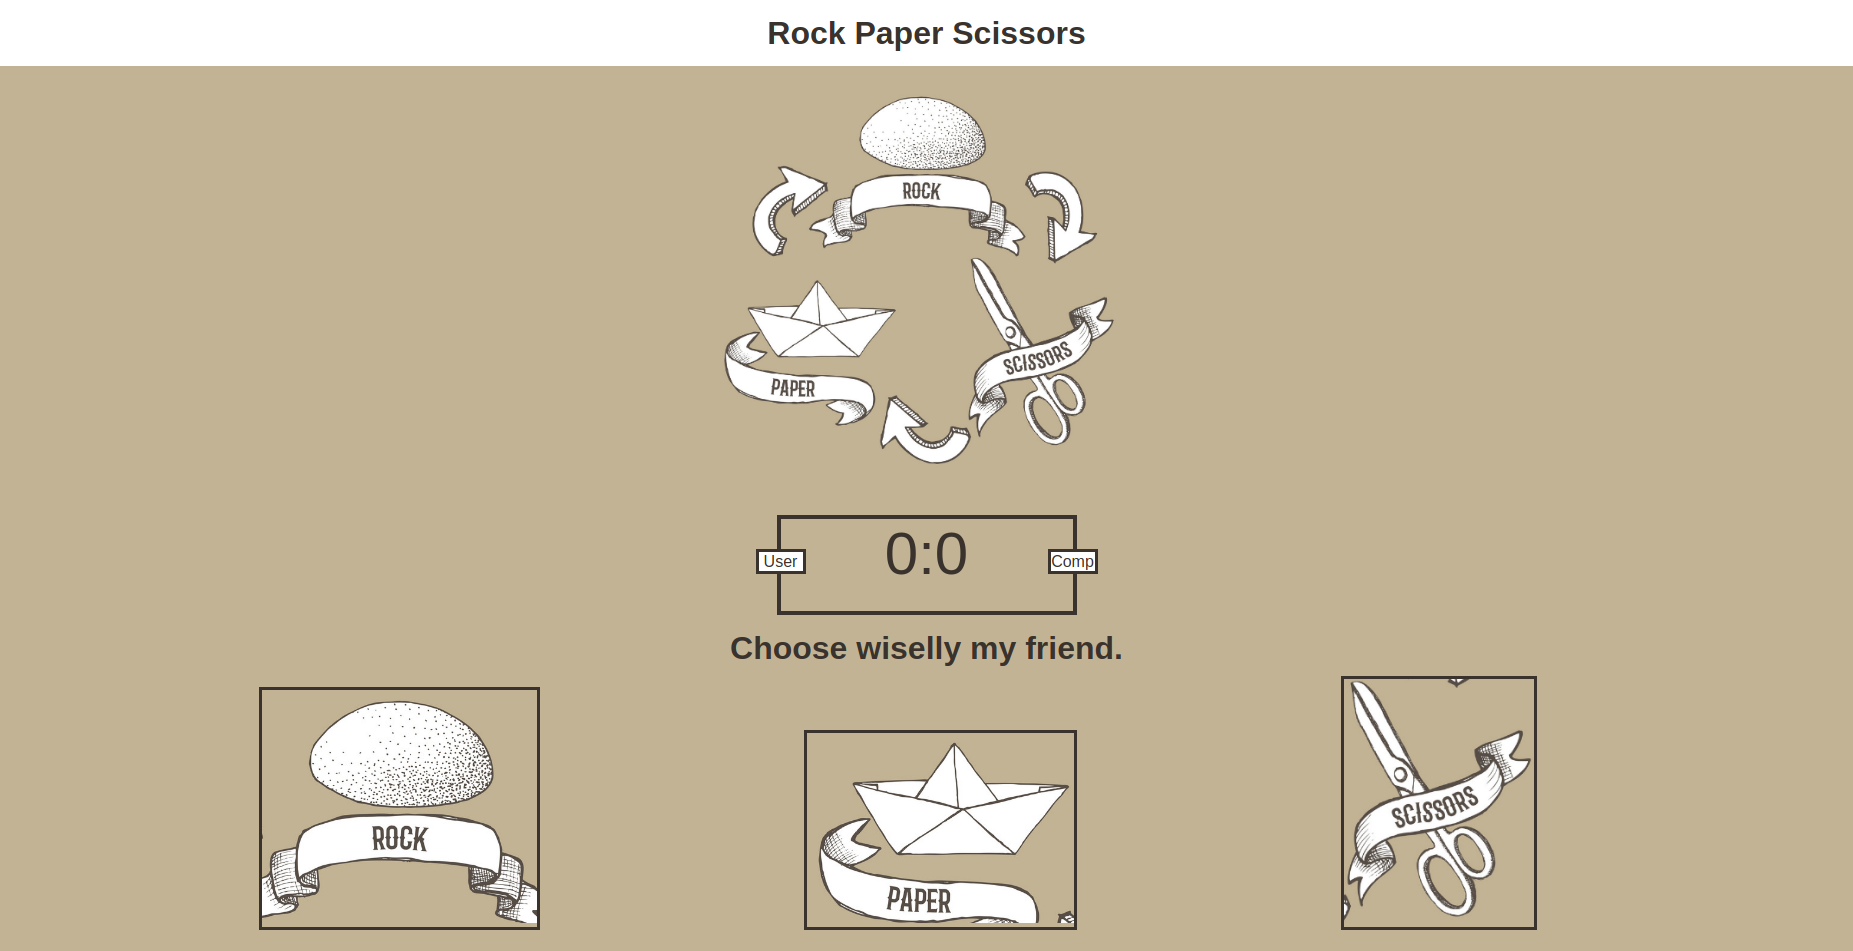 Rock Paper Scissors
ROCK
PAPER
SCISSORS
User
0:0
Comp
Choose wiselly my friend.
ROCK
PAPER
SCISSORS